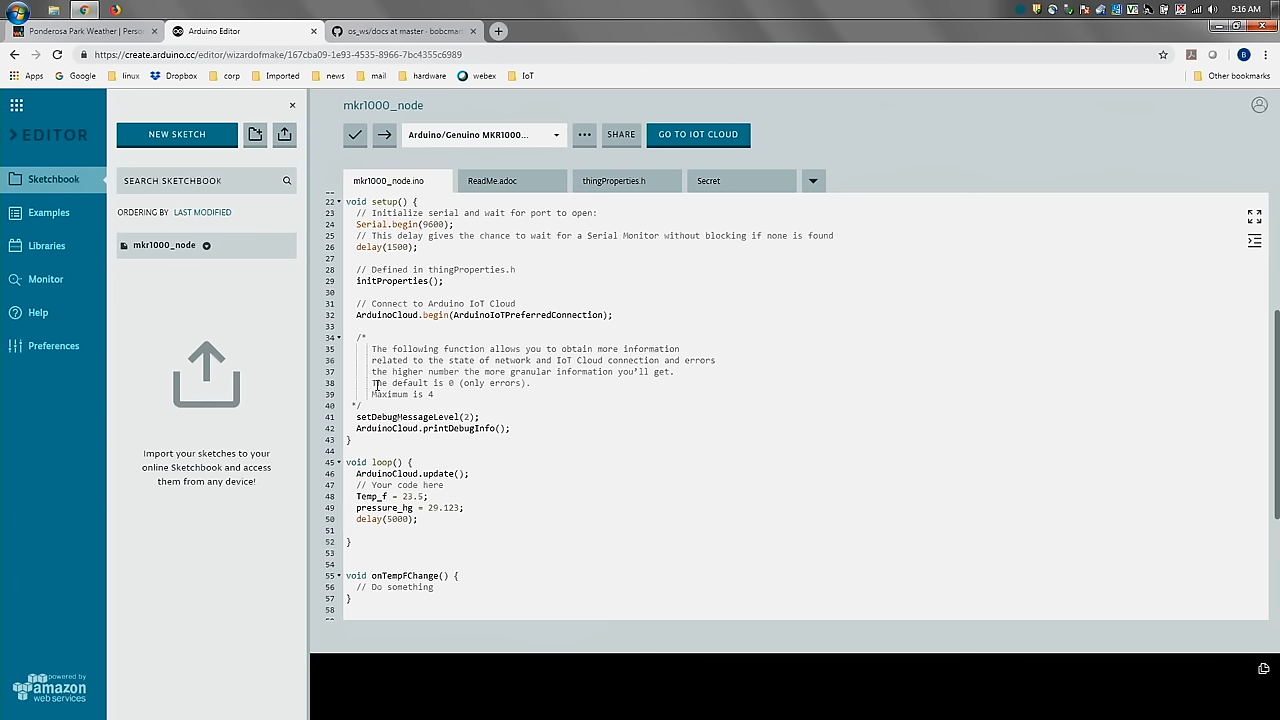 9:16 AM
Ponderosa Park Weather | Perso
Arduino Editor
os_ws/docs at master · bobcmart
https://create.arduino.cc/editor/wizardofmake/167cba09-1e93-4535-8966-7bc4355c6989
B
Apps
Google
linux
Dropbox
corp
Imported
news
mail
hardware
webex
IoT
Other bookmarks
EDITOR
Sketchbook
Examples
Libraries
Monitor
Help
Preferences
powered by
amazon
web services
NEW SKETCH
SEARCH SKETCHBOOK
ORDERING BY LAST MODIFIED
mkr1000_node
Import your sketches to your
online Sketchbook and access
them from any device!
mkr1000_node
Arduino/Genuino MKR1000...
SHARE
GO TO IOT CLOUD
mkr1000_node.ino
ReadMe.adoc
thingProperties.h
Secret
22 void setup() {
23 // Initialize serial and wait for port to open:
24 Serial.begin(9600);
25 // This delay gives the chance to wait for a Serial Monitor without blocking if none is found
26 delay(1500);
27
28 // Defined in thingProperties.h
29 initProperties();
30
31 // Connect to Arduino IoT Cloud
32 ArduinoCloud.begin(ArduinoIoTPreferredConnection);
33
34 /*
35 The following function allows you to obtain more information
36 related to the state of network and IoT Cloud connection and errors
37 the higher number the more granular information you’ll get.
38 The default is 0 (only errors).
39 Maximum is 4
40 */
41 setDebugMessageLevel(2);
42 ArduinoCloud.printDebugInfo();
43 }
44
45 void loop() {
46 ArduinoCloud.update();
47 // Your code here
48 Temp_f = 23.5;
49 pressure_hg = 29.123;
50 delay(5000);
51
52 }
53
54
55 void onTempFChange() {
56 // Do something
57 }
58